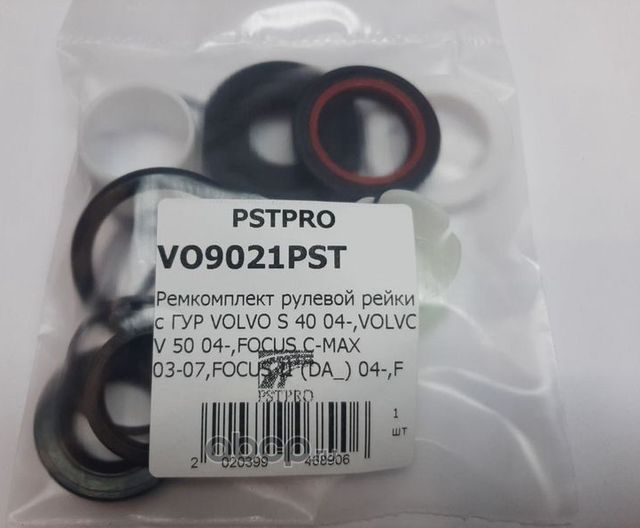 PSTPRO
VO9021PST
Ремкомплект рулевой рейки
с ГУР VOLVO S 40 04-,VOLVC
V 50 04-,FOCUS C-MAX
03-07,FOCUS II (DA_) 04-,F
PSTPRO
1
шт
2 020399 469906